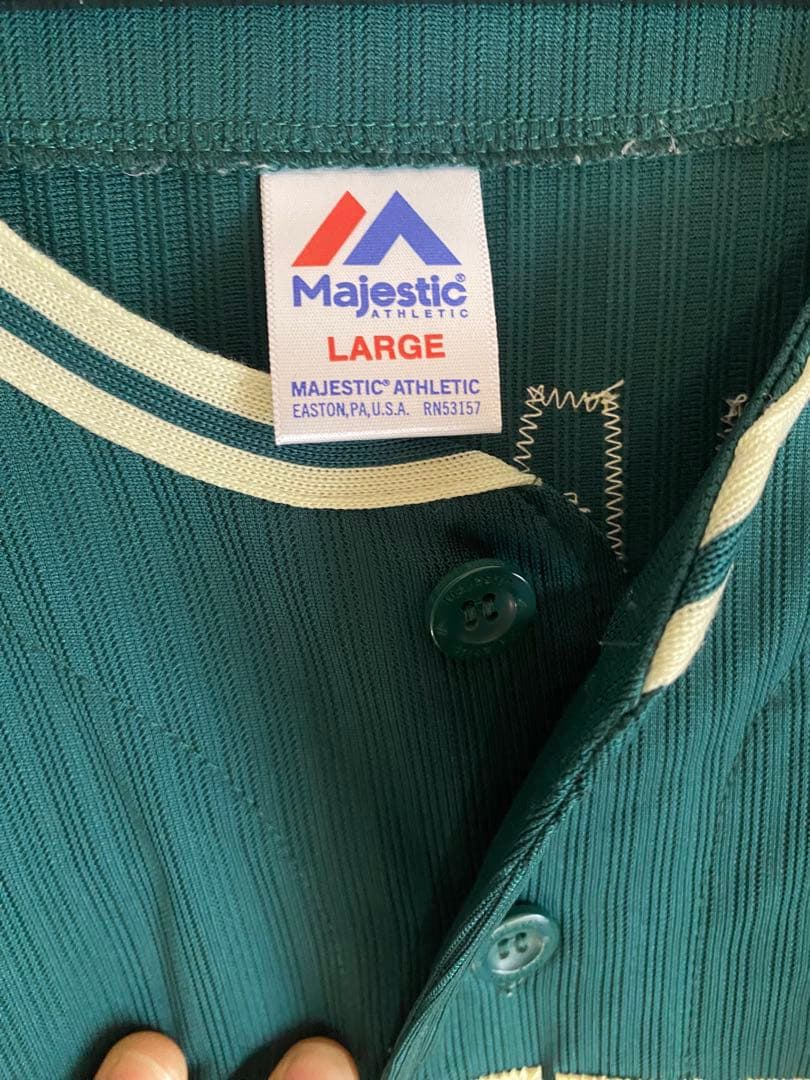 Majestic®
ATHLETIC
LARGE
MAJESTIC® ATHLETIC
EASTON, PA, U.S.A. RN53157